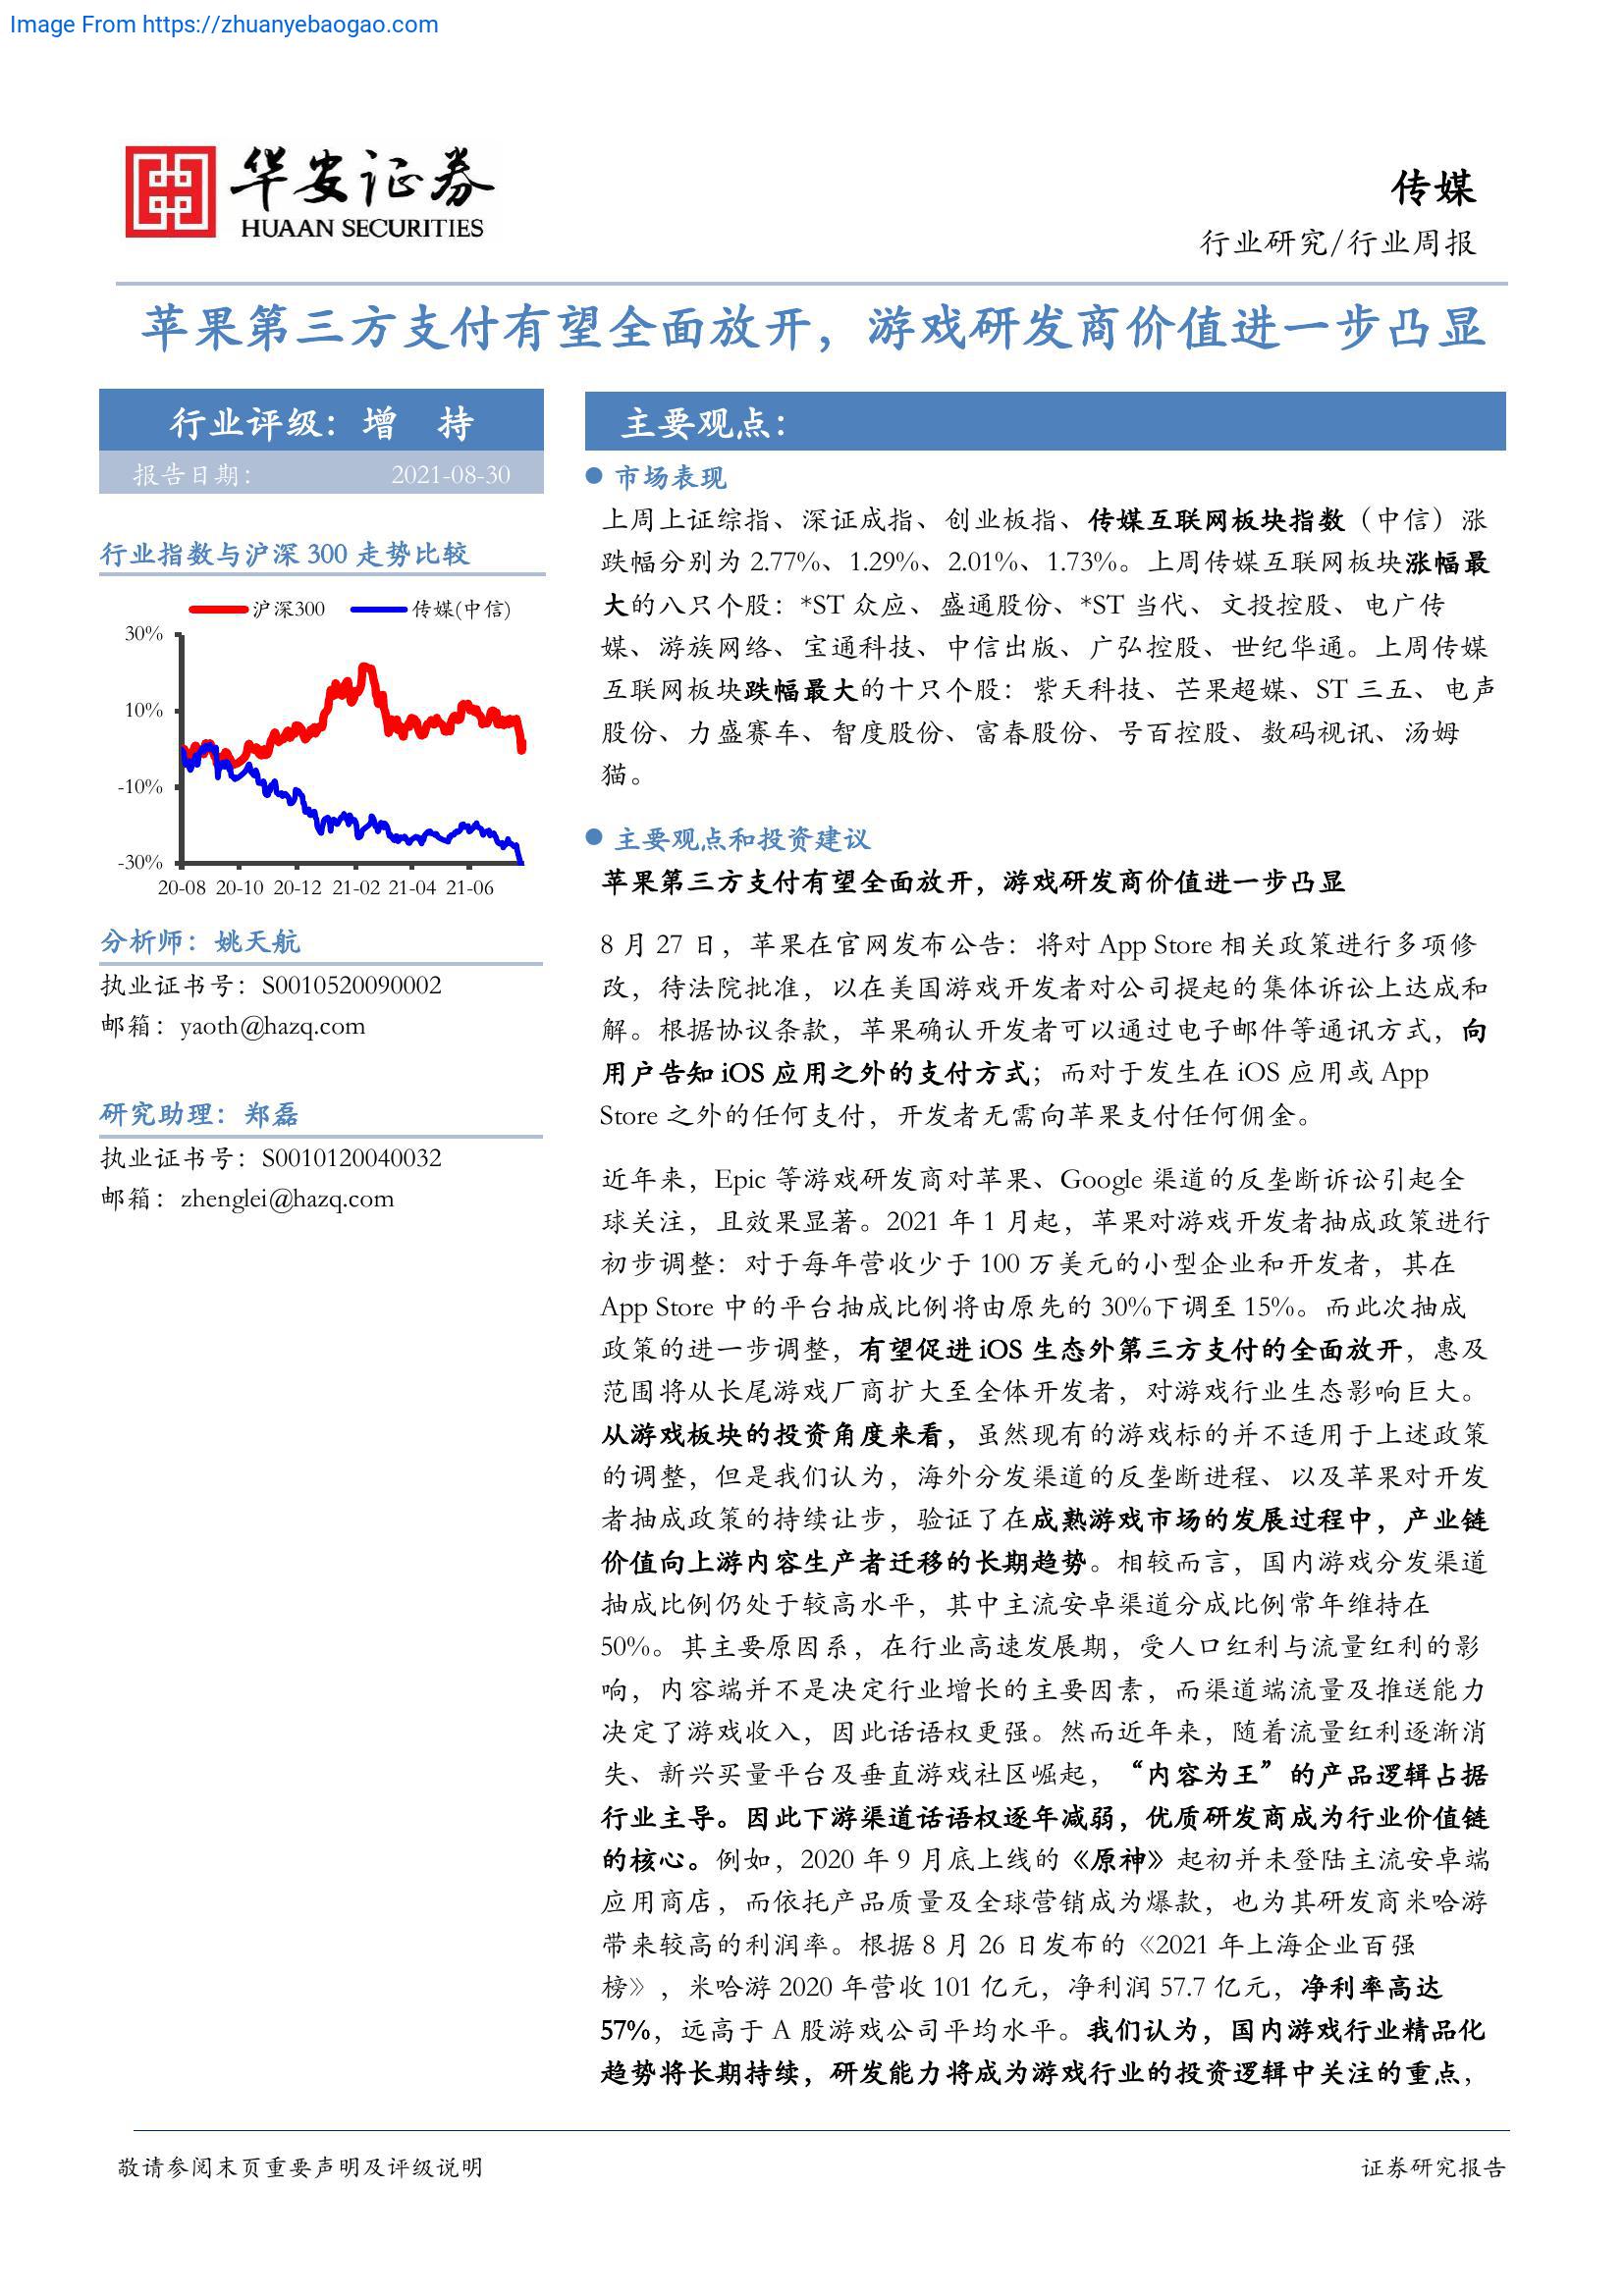 Image From https://zhuanyebaogao.com
华安证券
HUAAN SECURITIES
传媒
行业研究/行业周报
苹果第三方支付有望全面放开，游戏研发商价值进一步凸显
行业评级：增 持
报告日期： 2021-08-30
行业指数与沪深 300 走势比较
沪深300 传媒(中信)
30%
10%
-10%
-30%
20-08 20-10 20-12 21-02 21-04 21-06
分析师：姚天航
执业证书号：S0010520090002
邮箱：yaoth@hazq.com
研究助理：郑磊
执业证书号：S0010120040032
邮箱：zhenglei@hazq.com
主要观点：
市场表现
上周上证综指、深证成指、创业板指、传媒互联网板块指数（中信）涨
跌幅分别为 2.77%、1.29%、2.01%、1.73%。上周传媒互联网板块涨幅最
大的八只个股：*ST 众应、盛通股份、*ST 当代、文投控股、电广传
媒、游族网络、宝通科技、中信出版、广弘控股、世纪华通。上周传媒
互联网板块跌幅最大的十只个股：紫天科技、芒果超媒、ST 三五、电声
股份、力盛赛车、智度股份、富春股份、号百控股、数码视讯、汤姆
猫。
主要观点和投资建议
苹果第三方支付有望全面放开，游戏研发商价值进一步凸显
8 月 27 日，苹果在官网发布公告：将对 App Store 相关政策进行多项修
改，待法院批准，以在美国游戏开发者对公司提起的集体诉讼上达成和
解。根据协议条款，苹果确认开发者可以通过电子邮件等通讯方式，向
用户告知 iOS 应用之外的支付方式；而对于发生在 iOS 应用或 App
Store 之外的任何支付，开发者无需向苹果支付任何佣金。
近年来，Epic 等游戏研发商对苹果、Google 渠道的反垄断诉讼引起全
球关注，且效果显著。2021 年 1 月起，苹果对游戏开发者抽成政策进行
初步调整：对于每年营收少于 100 万美元的小型企业和开发者，其在
App Store 中的平台抽成比例将由原先的 30%下调至 15%。而此次抽成
政策的进一步调整，有望促进 iOS 生态外第三方支付的全面放开，惠及
范围将从长尾游戏厂商扩大至全体开发者，对游戏行业生态影响巨大。
从游戏板块的投资角度来看，虽然现有的游戏标的并不适用于上述政策
的调整，但是我们认为，海外分发渠道的反垄断进程、以及苹果对开发
者抽成政策的持续让步，验证了在成熟游戏市场的发展过程中，产业链
价值向上游内容生产者迁移的长期趋势。相较而言，国内游戏分发渠道
抽成比例仍处于较高水平，其中主流安卓渠道分成比例常年维持在
50%。其主要原因系，在行业高速发展期，受人口红利与流量红利的影
响，内容端并不是决定行业增长的主要因素，而渠道端流量及推送能力
决定了游戏收入，因此话语权更强。然而近年来，随着流量红利逐渐消
失、新兴买量平台及垂直游戏社区崛起，“内容为王”的产品逻辑占据
行业主导。因此下游渠道话语权逐年减弱，优质研发商成为行业价值链
的核心。例如，2020 年 9 月底上线的《原神》起初并未登陆主流安卓端
应用商店，而依托产品质量及全球营销成为爆款，也为其研发商米哈游
带来较高的利润率。根据 8 月 26 日发布的《2021 年上海企业百强
榜》，米哈游 2020 年营收 101 亿元，净利润 57.7 亿元，净利率高达
57%，远高于 A 股游戏公司平均水平。我们认为，国内游戏行业精品化
趋势将长期持续，研发能力将成为游戏行业的投资逻辑中关注的重点，
敬请参阅末页重要声明及评级说明 证券研究报告